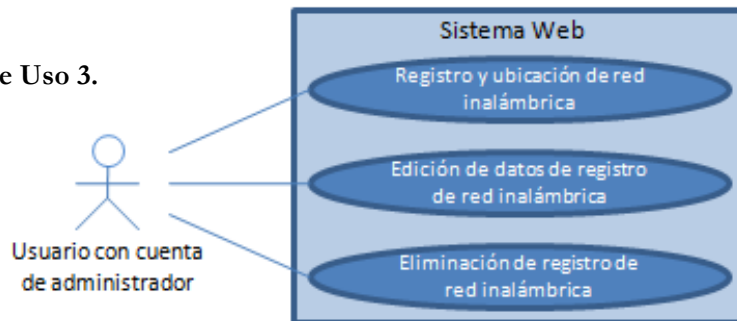 Sistema Web
e Uso 3.
Registro y ubicación de red
inalámbrica
Edición de datos de registro
de red inalámbrica
Usuario con cuenta
de administrador
Eliminación de registro de
red inalámbrica